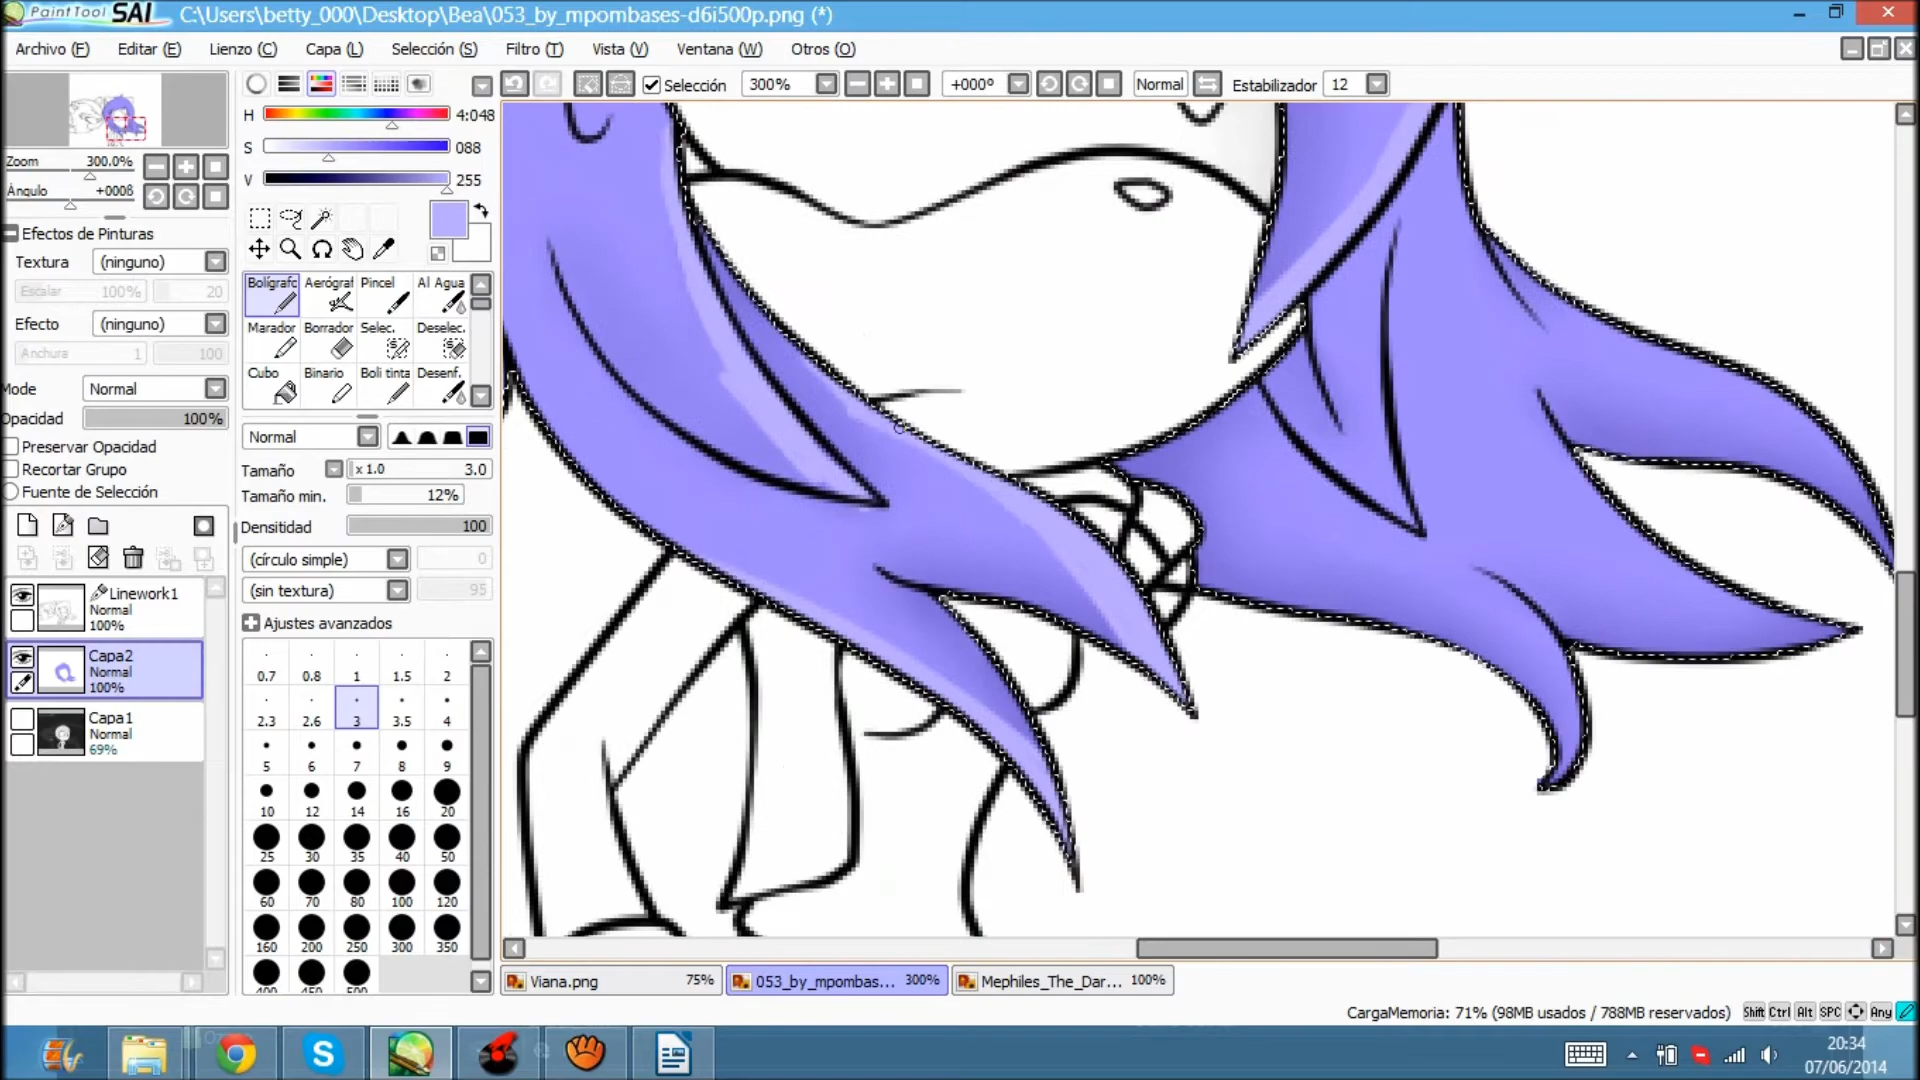 PaintTool SAI C:\Users\betty_000\Desktop\Bea\053_by_mpombases-d6i500p.png (*)
Archivo (F) Editar (E) Lienzo (C) Capa (L) Selección (S) Filtro (T) Vista (V) Ventana (W) Otros (O)
Selección 300% +000º Normal Estabilizador 12
H 4:048
S 088
V 255
Zoom 300.0%
Ángulo +000ß
Efectos de Pinturas
Textura (ninguno)
Escalar 100% 20
Efecto (ninguno)
Anchura 1 100
Mode Normal
Opacidad 100%
Preservar Opacidad
Recortar Grupo
Fuente de Selección
Linework1
Normal
100%
Capa2
Normal
100%
Capa1
Normal
69%
Bolígrafo Aerógraf Pincel Al Agua
Marador Borrador Selec. Deselec.
Cubo Binario Boli tinta Desenf.
Normal
Tamaño x 1.0 3.0
Tamaño min. 12%
Densitidad 100
(círculo simple) 0
(sin textura) 95
Ajustes avanzados
0.7 0.8 1 1.5 2
2.3 2.6 3 3.5 4
5 6 7 8 9
10 12 14 16 20
25 30 35 40 50
60 70 80 100 120
160 200 250 300 350
400 450 500
Viana.png 75% 053_by_mpombas... 300% Mephiles_The_Dar... 100%
CargaMemoria: 71% (98MB usados / 788MB reservados) Shift Ctrl Alt SPC Any
20:34
07/06/2014